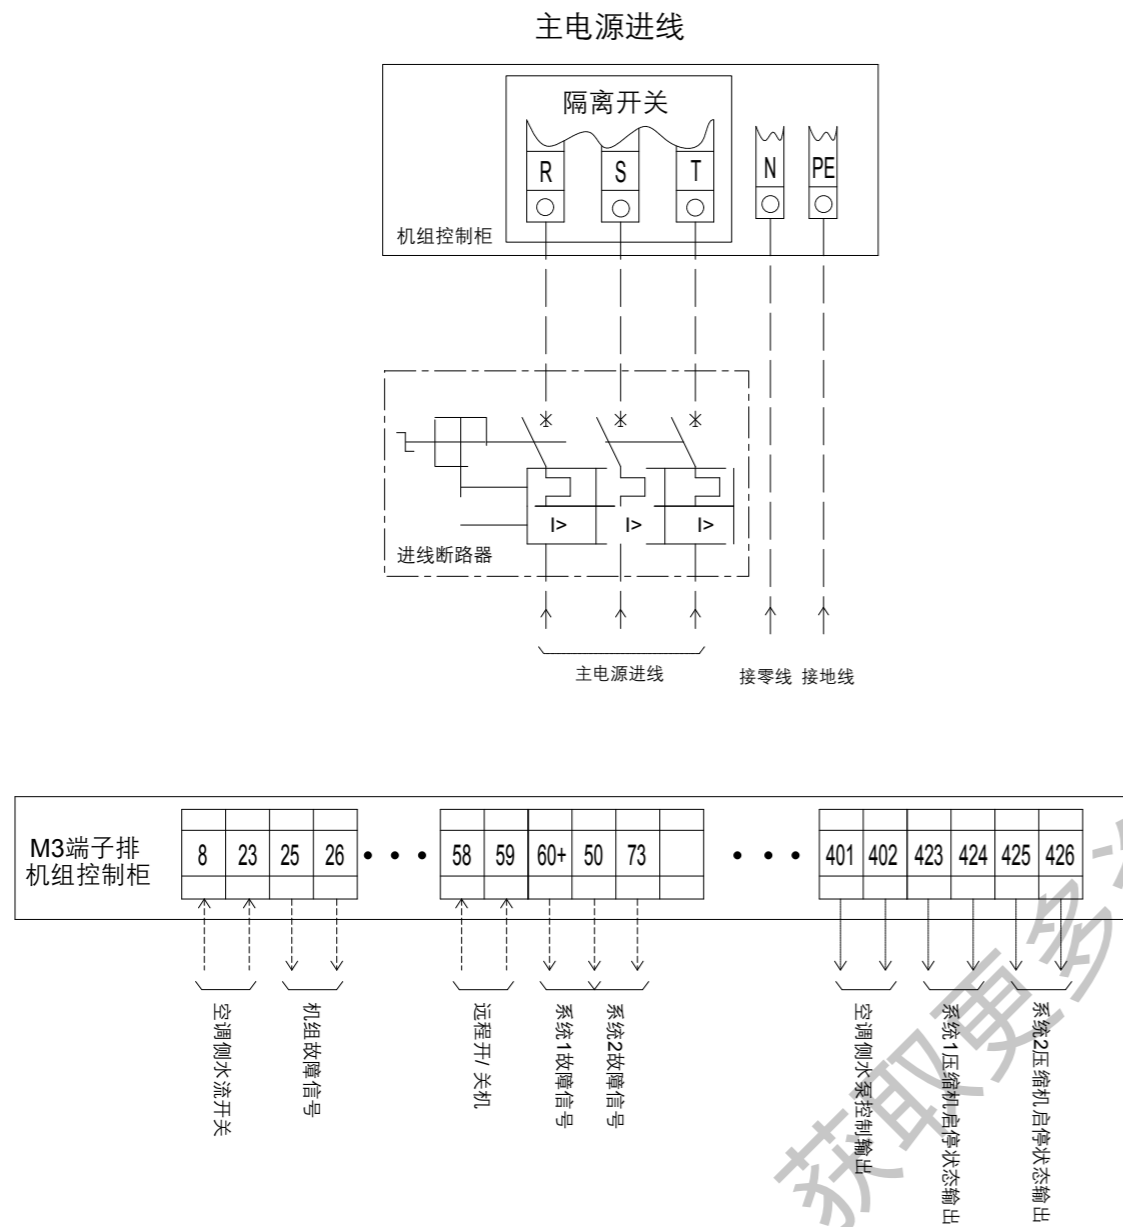 主电源进线
隔离开关
R S T N PE
机组控制柜
I> I> I>
进线断路器
主电源进线 接零线 接地线
M3端子排
机组控制柜
8 23 25 26 • • • 58 59 60+ 50 73 • • • 401 402 423 424 425 426
空调侧水流开关
机组故障信号
远程开/关机
系统1故障信号
系统2故障信号
空调侧水泵控制输出
系统1压缩机启停状态输出
系统2压缩机启停状态输出
获取更多